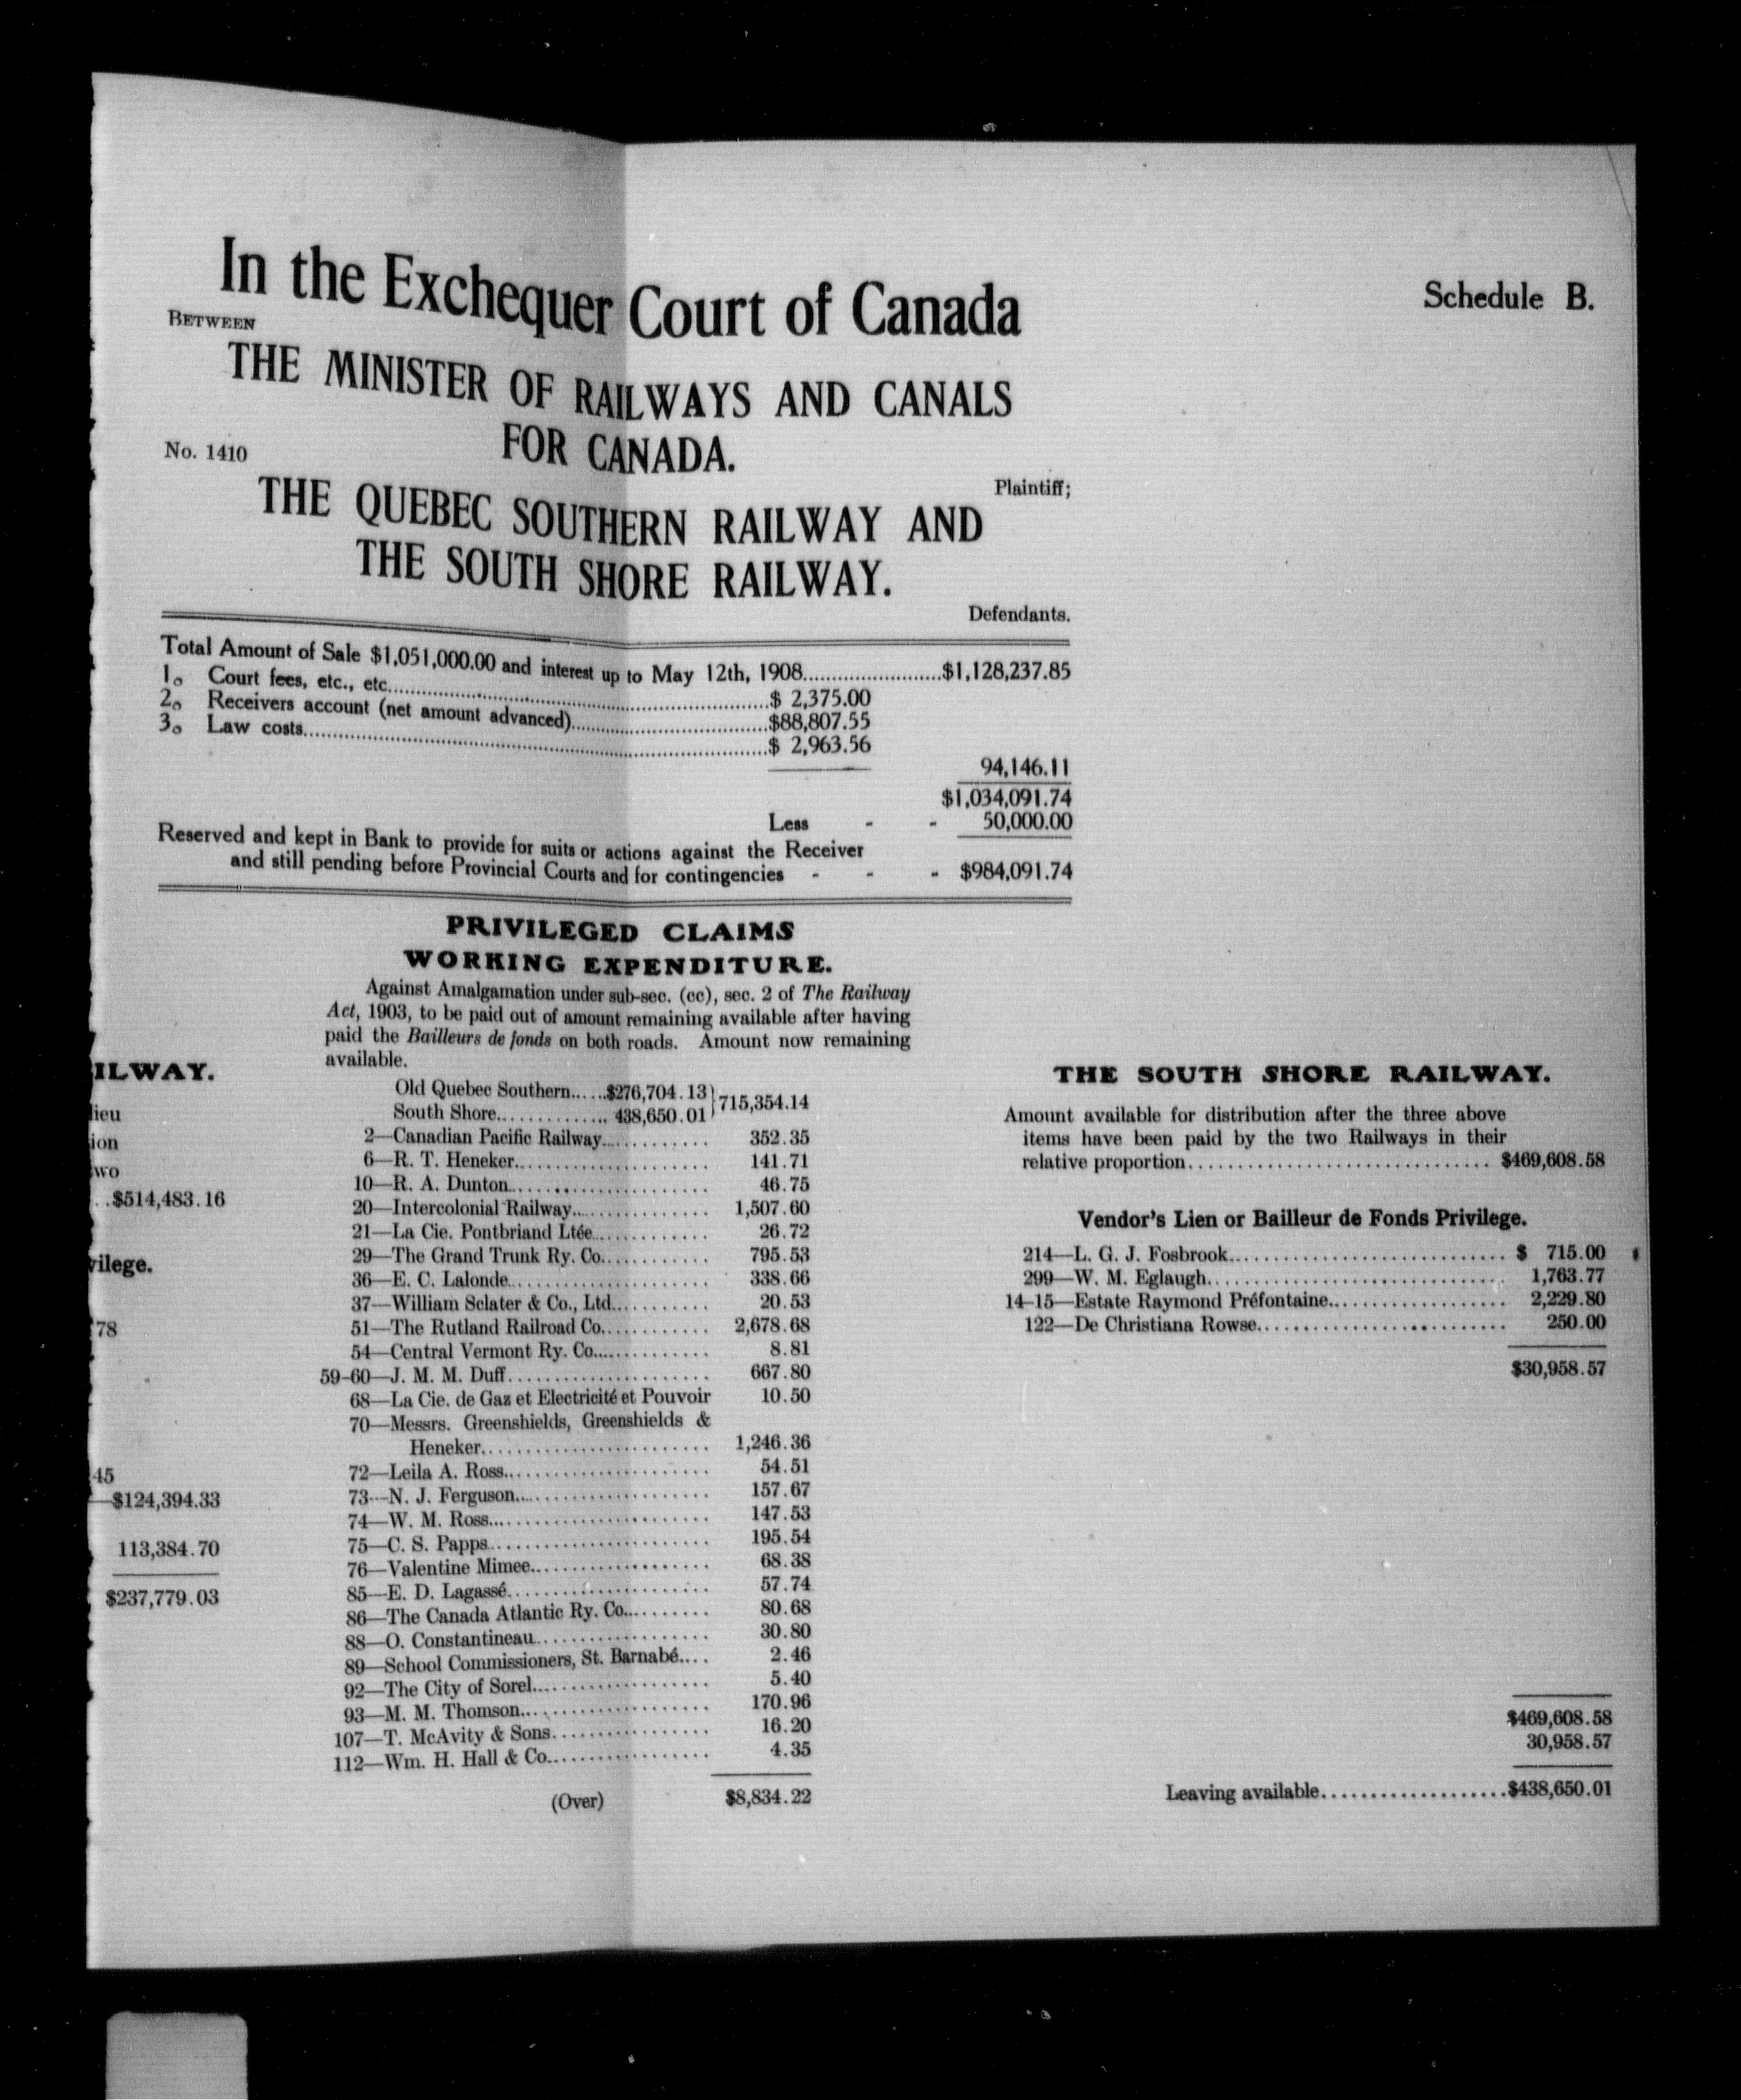 In the Exchequer Court of Canada
Schedule B.
BETWEEN
THE MINISTER OF RAILWAYS AND CANALS
FOR CANADA.
No. 1410
Plaintiff;
THE QUEBEC SOUTHERN RAILWAY AND
THE SOUTH SHORE RAILWAY.
Defendants.
Total Amount of Sale $1,051,000.00 and interest up to May 12th, 1908........................$1,128,237.85
1o Court fees, etc., etc........................$ 2,375.00
2o Receivers account (net amount advanced)........................$88,807.55
3o Law costs........................$ 2,963.56
94,146.11
$1,034,091.74
Less - - 50,000.00
Reserved and kept in Bank to provide for suits or actions against the Receiver
and still pending before Provincial Courts and for contingencies - - - $984,091.74
ILWAY.
lieu
ion
wo
..$514,483.16
vilege.
78
45
—$124,394.33
113,384.70
$237,779.03
PRIVILEGED CLAIMS
WORKING EXPENDITURE.
Against Amalgamation under sub-sec. (cc), sec. 2 of The Railway
Act, 1903, to be paid out of amount remaining available after having
paid the Bailleurs de fonds on both roads. Amount now remaining
available.
Old Quebec Southern......$276,704.13} 715,354.14
South Shore............ 438,650.01
2—Canadian Pacific Railway............ 352.35
6—R. T. Heneker...................... 141.71
10—R. A. Dunton...................... 46.75
20—Intercolonial Railway............... 1,507.60
21—La Cie. Pontbriand Ltée............. 26.72
29—The Grand Trunk Ry. Co............ 795.53
36—E. C. Lalonde...................... 338.66
37—William Sclater & Co., Ltd........... 20.53
51—The Rutland Railroad Co............ 2,678.68
54—Central Vermont Ry. Co............. 8.81
59-60—J. M. M. Duff...................... 667.80
68—La Cie. de Gaz et Electricité et Pouvoir 10.50
70—Messrs. Greenshields, Greenshields &
Heneker........................ 1,246.36
72—Leila A. Ross....................... 54.51
73—N. J. Ferguson..................... 157.67
74—W. M. Ross........................ 147.53
75—C. S. Papps........................ 195.54
76—Valentine Mimee................... 68.38
85—E. D. Lagassé...................... 57.74
86—The Canada Atlantic Ry. Co.......... 80.68
88—O. Constantineau................... 30.80
89—School Commissioners, St. Barnabé.... 2.46
92—The City of Sorel.................... 5.40
93—M. M. Thomson..................... 170.96
107—T. McAvity & Sons................. 16.20
112—Wm. H. Hall & Co.................. 4.35
(Over) $8,834.22
THE SOUTH SHORE RAILWAY.
Amount available for distribution after the three above
items have been paid by the two Railways in their
relative proportion.............................. $469,608.58
Vendor's Lien or Bailleur de Fonds Privilege.
214—L. G. J. Fosbrook............................ $ 715.00
299—W. M. Eglaugh.............................. 1,763.77
14-15—Estate Raymond Préfontaine................... 2,229.80
122—De Christiana Rowse.......................... 250.00
$30,958.57
$469,608.58
30,958.57
Leaving available....................$438,650.01